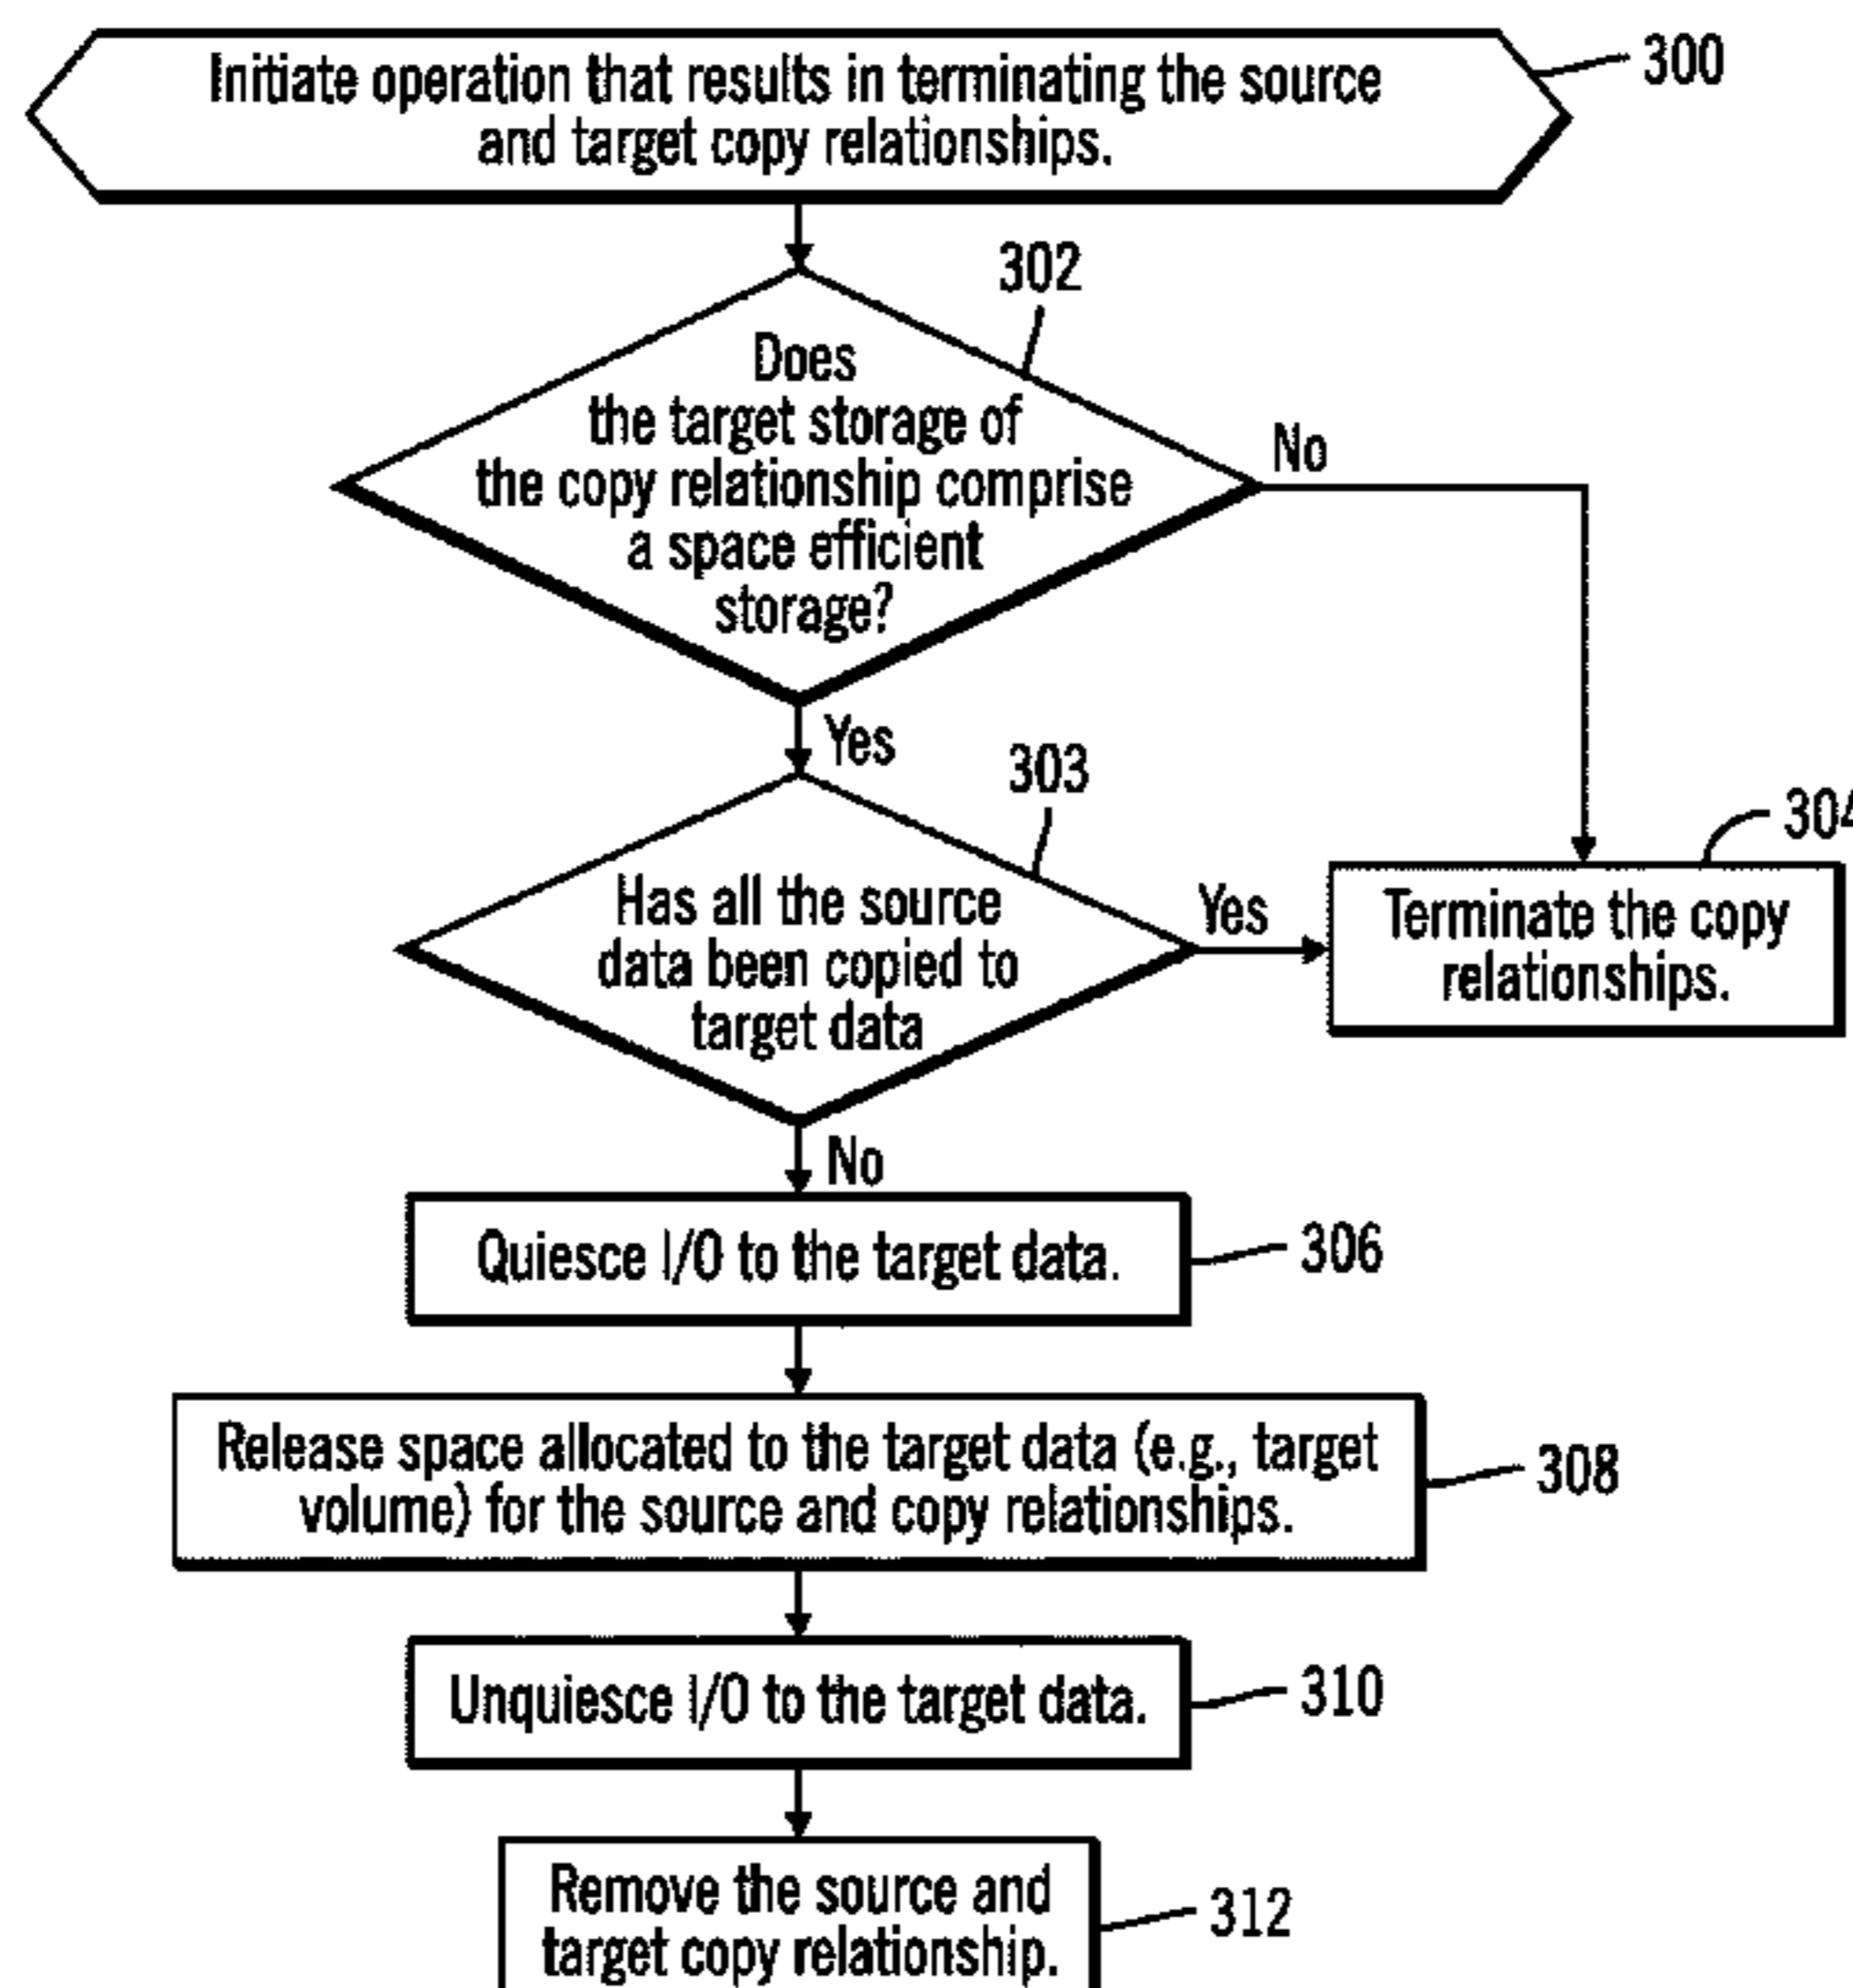 Initiate operation that results in terminating the source
and target copy relationships.
300
302
Does
the target storage of
the copy relationship comprise
a space efficient
storage?
No
Yes
303
304
Has all the source
data been copied to
target data
Yes
Terminate the copy
relationships.
No
Quiesce I/O to the target data.
306
Release space allocated to the target data (e.g., target
volume) for the source and copy relationships.
308
Unquiesce I/O to the target data.
310
Remove the source and
target copy relationship.
312